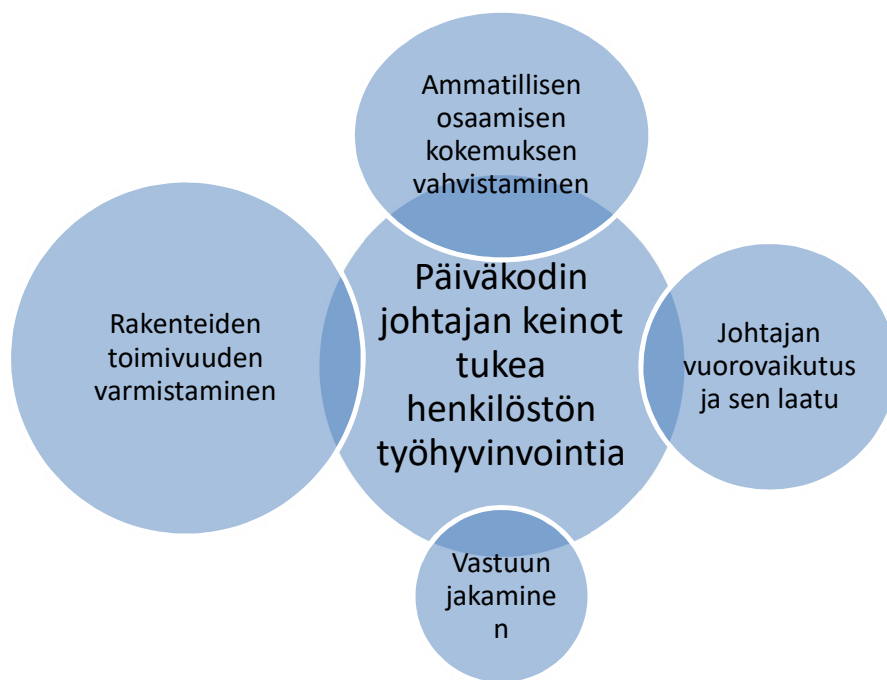 Ammatillisen
osaamisen
kokemuksen
vahvistaminen
Päiväkodin
johtajan keinot
tukea
henkilöstön
työhyvinvointia
Rakenteiden
toimivuuden
varmistaminen
Johtajan
vuorovaikutus
ja sen laatu
Vastuun
jakamine
n